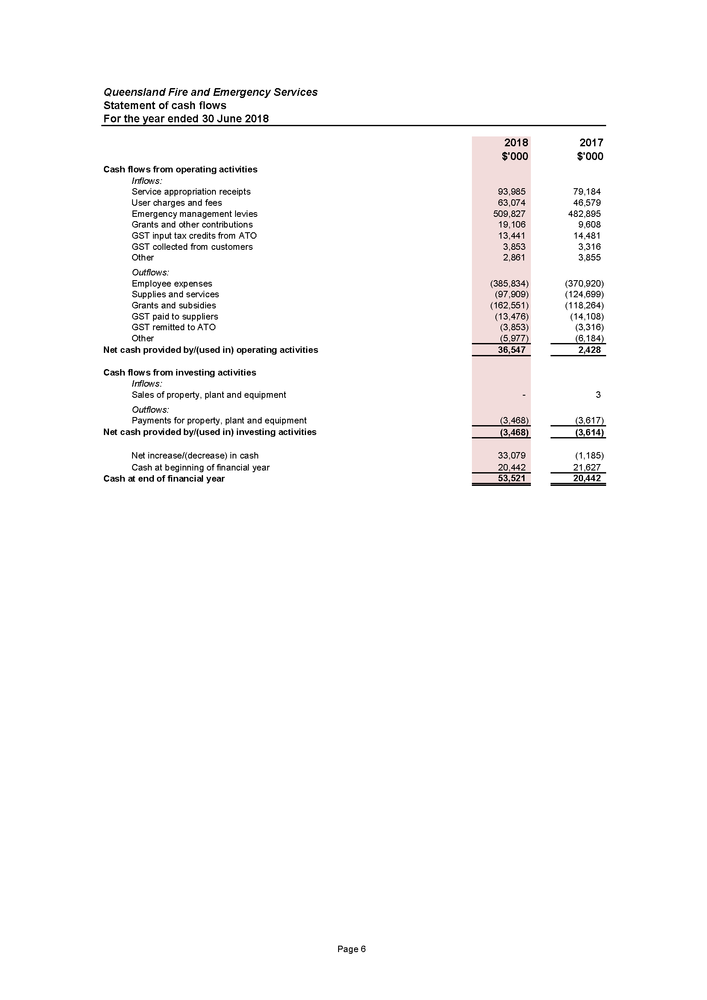 Queensland Fire and Emergency Services
Statement of cash flows
For the year ended 30 June 2018
2018 2017
$'000 $'000
Cash flows from operating activities
Inflows:
Service appropriation receipts 93,985 79,184
User charges and fees 63,074 46,579
Emergency management levies 509,827 482,895
Grants and other contributions 19,106 9,608
GST input tax credits from ATO 13,441 14,481
GST collected from customers 3,853 3,316
Other 2,861 3,855
Outflows:
Employee expenses (385,834) (370,920)
Supplies and services (97,909) (124,699)
Grants and subsidies (162,551) (118,264)
GST paid to suppliers (13,476) (14,108)
GST remitted to ATO (3,853) (3,316)
Other (5,977) (6,184)
Net cash provided by/(used in) operating activities 36,547 2,428
Cash flows from investing activities
Inflows:
Sales of property, plant and equipment - 3
Outflows:
Payments for property, plant and equipment (3,468) (3,617)
Net cash provided by/(used in) investing activities (3,468) (3,614)
Net increase/(decrease) in cash 33,079 (1,185)
Cash at beginning of financial year 20,442 21,627
Cash at end of financial year 53,521 20,442
Page 6